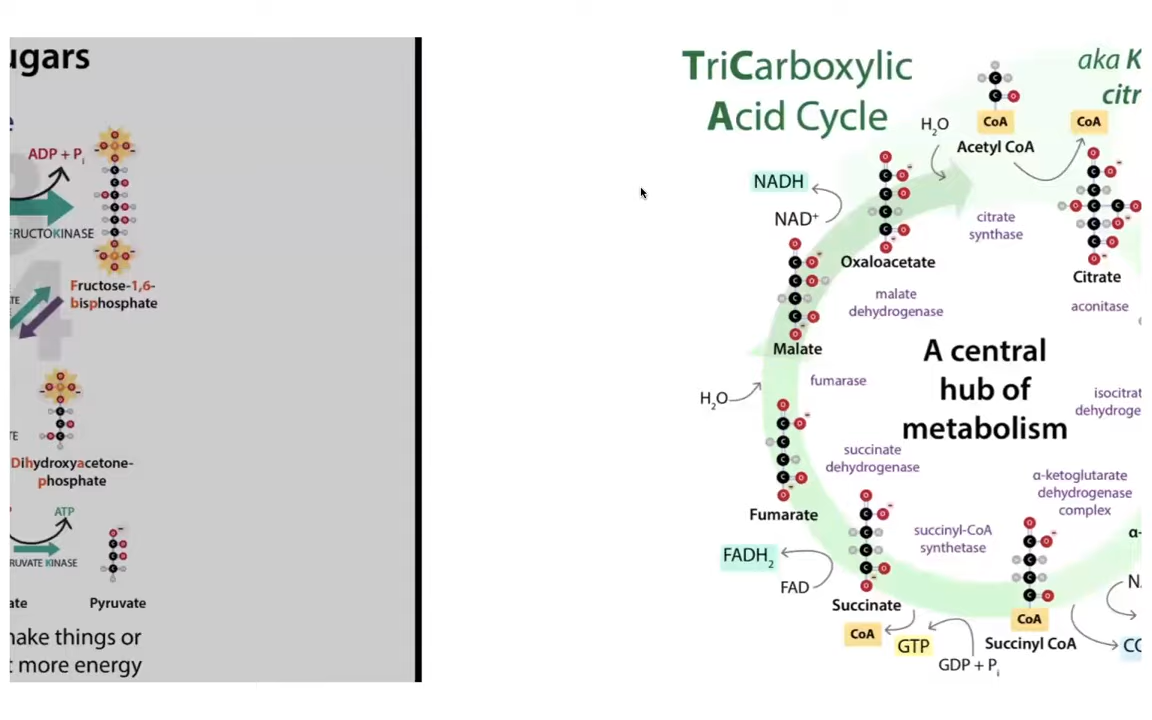 ugars
ADP + Pi
FRUCTOKINASE
Fructose-1,6-
bisphosphate
Dihydroxyacetone-
phosphate
ATP
RUVATE KINASE
ate
Pyruvate
nake things or
t more energy
TriCarboxylic
Acid Cycle
aka K
citr
H₂O
CoA
CoA
Acetyl CoA
NADH
NAD⁺
citrate
synthase
Oxaloacetate
Citrate
malate
dehydrogenase
aconitase
Malate
A central
hub of
metabolism
fumarase
H₂O
isocitrat
dehydroge
succinate
dehydrogenase
α-ketoglutarate
dehydrogenase
complex
Fumarate
succinyl-CoA
synthetase
α-
FADH₂
FAD
Succinate
CoA
GTP
GDP + Pi
CoA
Succinyl CoA